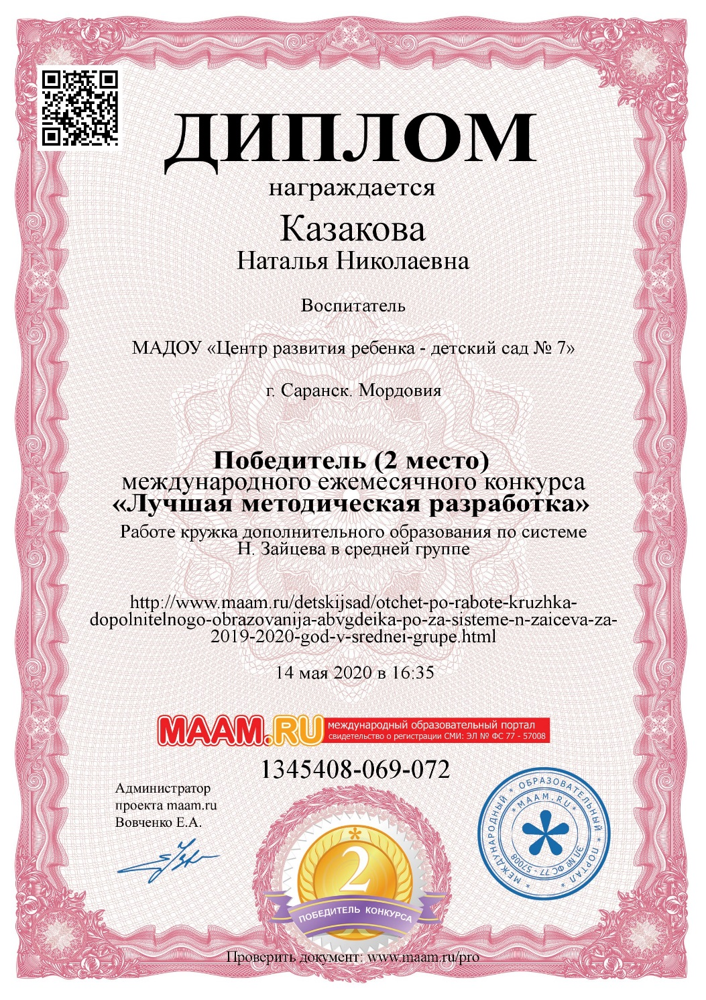 ДИПЛОМ
награждается
Казакова
Наталья Николаевна
Воспитатель
МАДОУ «Центр развития ребенка - детский сад № 7»
г. Саранск. Мордовия
Победитель (2 место)
международного ежемесячного конкурса
«Лучшая методическая разработка»
Работе кружка дополнительного образования по системе
Н. Зайцева в средней группе
http://www.maam.ru/detskijsad/otchet-po-rabote-kruzhka-
dopolnitelnogo-obrazovanija-abvgdeika-po-za-sisteme-n-zaiceva-za-
2019-2020-god-v-srednei-grupe.html
14 мая 2020 в 16:35
MAAM.RU международный образовательный портал
свидетельство о регистрации СМИ: ЭЛ № ФС 77 - 57008
1345408-069-072
Администратор
проекта maam.ru
Вовченко Е.А.
* МЕЖДУНАРОДНЫЙ * ОБРАЗОВАТЕЛЬНЫЙ * ПОРТАЛ *
* МААМ.RU *
ЭЛ № ФС 77 - 57008
2
ПОБЕДИТЕЛЬ КОНКУРСА
Проверить документ: www.maam.ru/pro